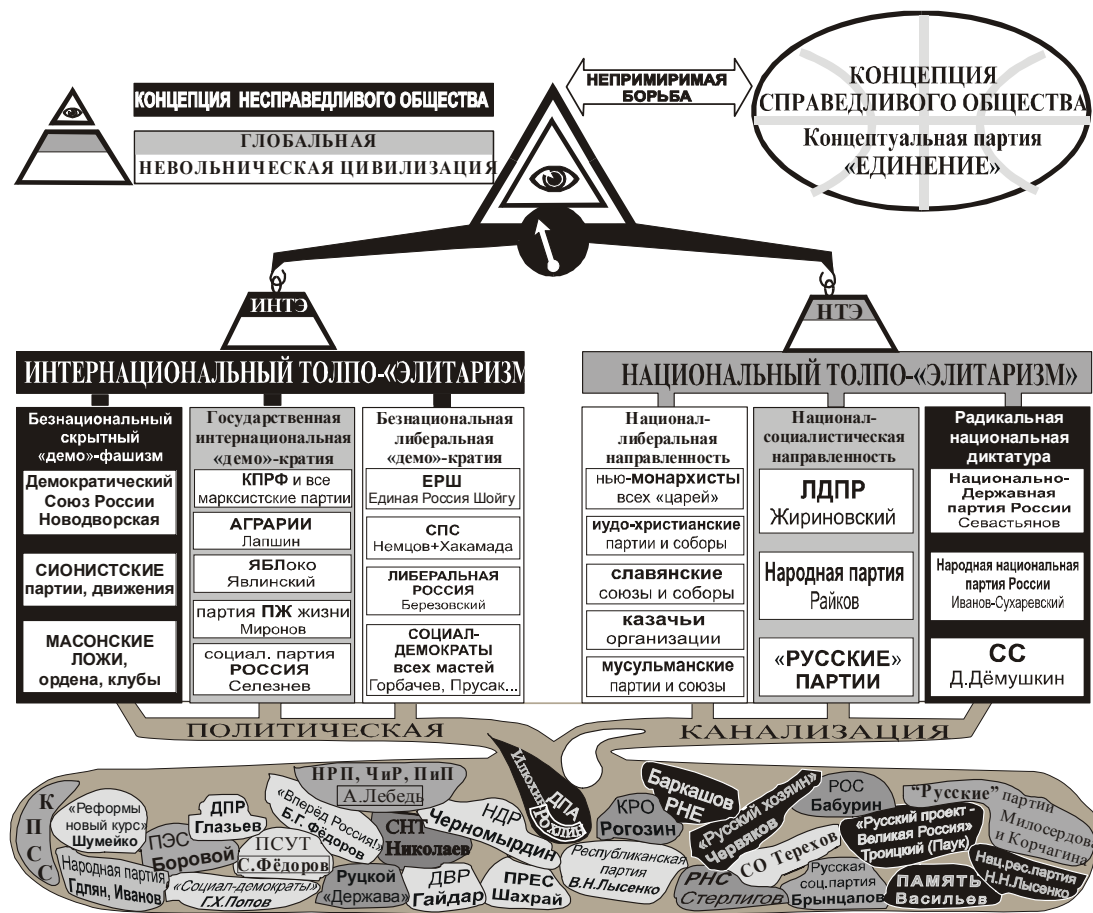 КОНЦЕПЦИЯ НЕСПРАВЕДЛИВОГО ОБЩЕСТВА
ГЛОБАЛЬНАЯ
НЕВОЛЬНИЧЕСКАЯ ЦИВИЛИЗАЦИЯ
НЕПРИМИРИМАЯ
БОРЬБА
КОНЦЕПЦИЯ
СПРАВЕДЛИВОГО ОБЩЕСТВА
Концептуальная партия
«ЕДИНЕНИЕ»
ИНТЭ
НТЭ
ИНТЕРНАЦИОНАЛЬНЫЙ ТОЛПО-«ЭЛИТАРИЗМ
НАЦИОНАЛЬНЫЙ ТОЛПО-«ЭЛИТАРИЗМ»
Безнациональный
скрытный
«демо»-фашизм
Демократический
Союз России
Новодворская
СИОНИСТСКИЕ
партии, движения
МАСОНСКИЕ
ЛОЖИ,
ордена, клубы
Государственная
интернациональная
«демо»-кратия
КПРФ и все
марксистские партии
АГРАРИИ
Лапшин
ЯБЛоко
Явлинский
партия ПЖ жизни
Миронов
социал. партия
РОССИЯ
Селезнев
Безнациональная
либеральная
«демо»-кратия
ЕРШ
Единая Россия Шойгу
СПС
Немцов+Хакамада
ЛИБЕРАЛЬНАЯ
РОССИЯ
Березовский
СОЦИАЛ-
ДЕМОКРАТЫ
всех мастей
Горбачев, Прусак...
Национал-
либеральная
направленность
нью-монархисты
всех «царей»
иудо-христианские
партии и соборы
славянские
союзы и соборы
казачьи
организации
мусульманские
партии и союзы
Национал-
социалистическая
направленность
ЛДПР
Жириновский
Народная партия
Райков
«РУССКИЕ»
ПАРТИИ
Радикальная
национальная
диктатура
Национально-
Державная
партия России
Севастьянов
Народная национальная
партия России
Иванов-Сухаревский
СС
Д.Дёмушкин
ПОЛИТИЧЕСКАЯ
КАНАЛИЗАЦИЯ
КПСС
«Реформы
новый курс»
Шумейко
Народная партия
Гдлян, Иванов
ПЭС
Боровой
ДПР
Глазьев
«Социал-демократы»
Г.Х.Попов
ПСУТ
С.Фёдоров
«Вперёд Россия!»
Б.Г. Фёдоров
НРП, ЧиР, ПиП
А.Лебедь
СНТ
Николаев
Руцкой
«Держава»
НДР
Черномырдин
ДВР
Гайдар
ПРЕС
Шахрай
ДПА
Илюхин
Рохлин
Республиканская
партия
В.Н.Лысенко
КРО
Рогозин
Баркашов
РНЕ
«Русский хозяин»
Червяков
РНС
Стерлигов
СО Терехов
РОС
Бабурин
Русская
соц.партия
Брынцалов
«Русский проект -
Великая Россия»
Троицкий (Паук)
ПАМЯТЬ
Васильев
“Русские” партии
Милосердова
и Корчагина
Нац.рес.партия
Н.Н.Лысенко